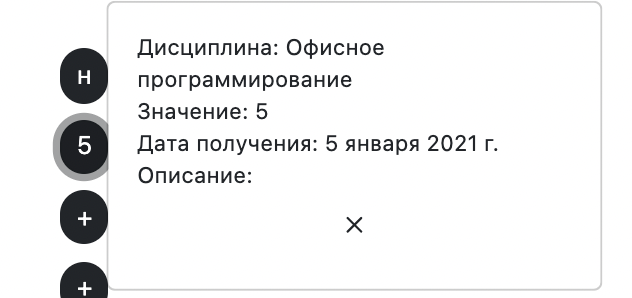 Дисциплина: Офисное
программирование
Значение: 5
Дата получения: 5 января 2021 г.
Описание:
н
5
+
+